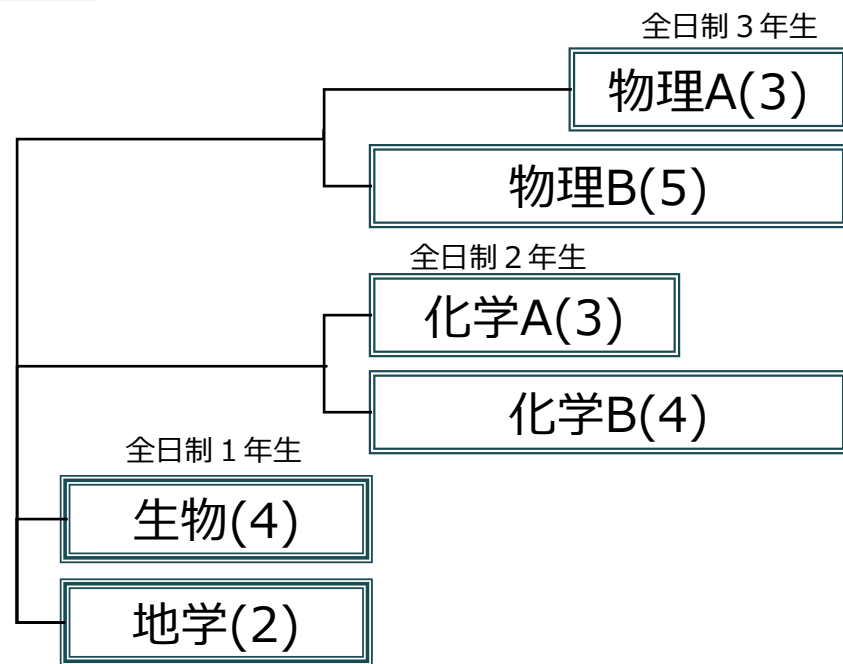 全日制３年生
物理A(3)
物理B(5)
全日制２年生
化学A(3)
化学B(4)
全日制１年生
生物(4)
地学(2)